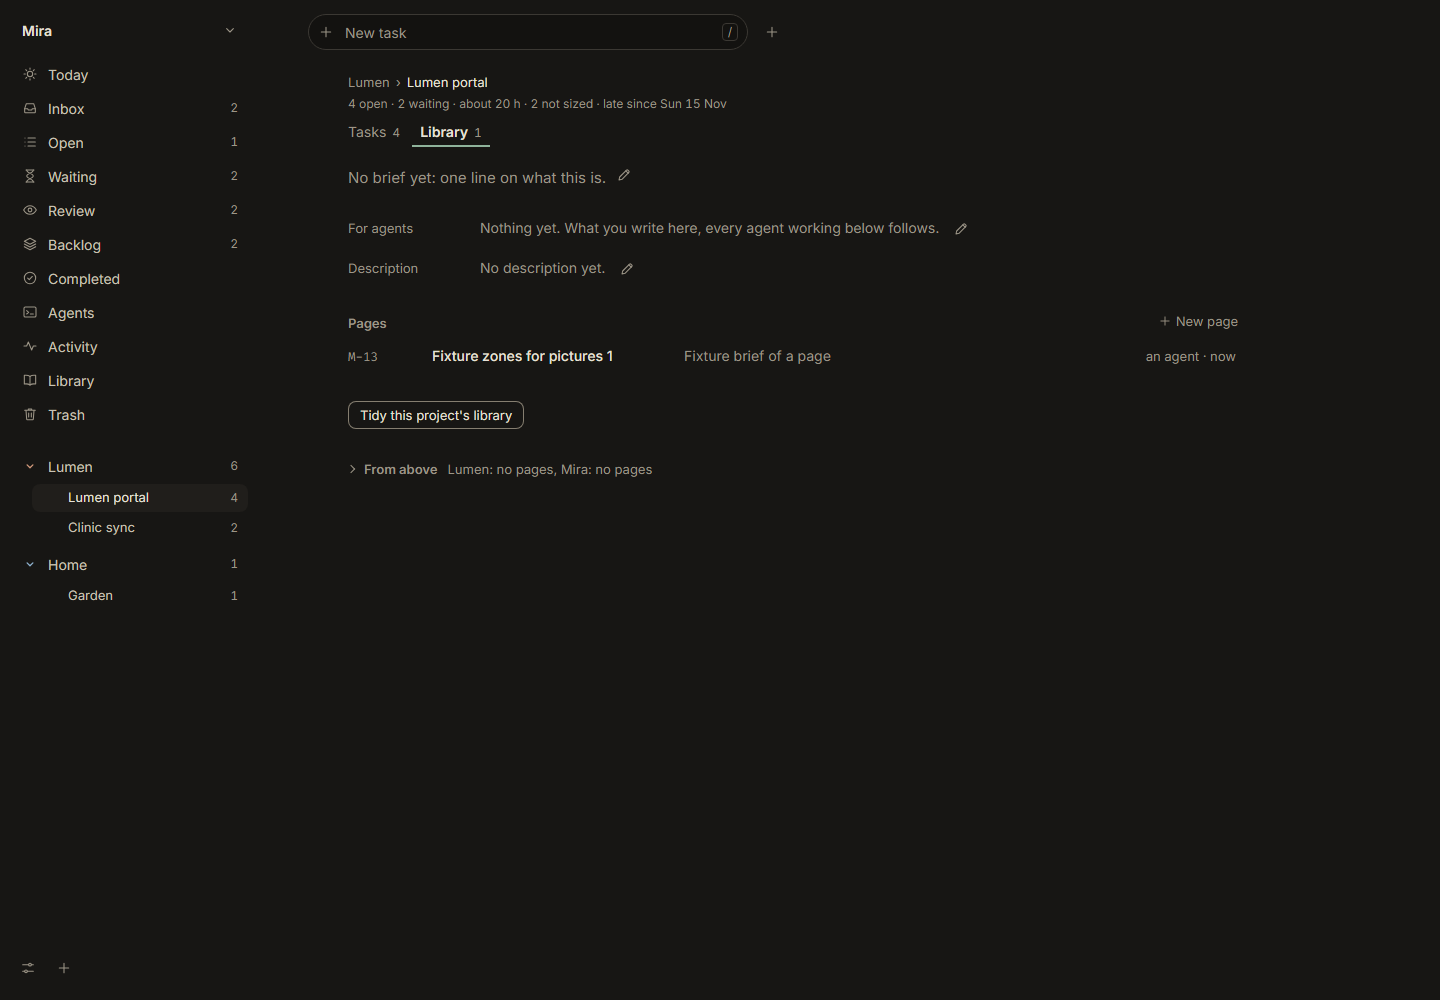 Mira
Today
Inbox 2
Open 1
Waiting 2
Review 2
Backlog 2
Completed
Agents
Activity
Library
Trash
Lumen 6
Lumen portal 4
Clinic sync 2
Home 1
Garden 1
New task /
Lumen › Lumen portal
4 open · 2 waiting · about 20 h · 2 not sized · late since Sun 15 Nov
Tasks 4 Library 1
No brief yet: one line on what this is.
For agents Nothing yet. What you write here, every agent working below follows.
Description No description yet.
Pages New page
M-13 Fixture zones for pictures 1 Fixture brief of a page an agent · now
Tidy this project's library
From above Lumen: no pages, Mira: no pages